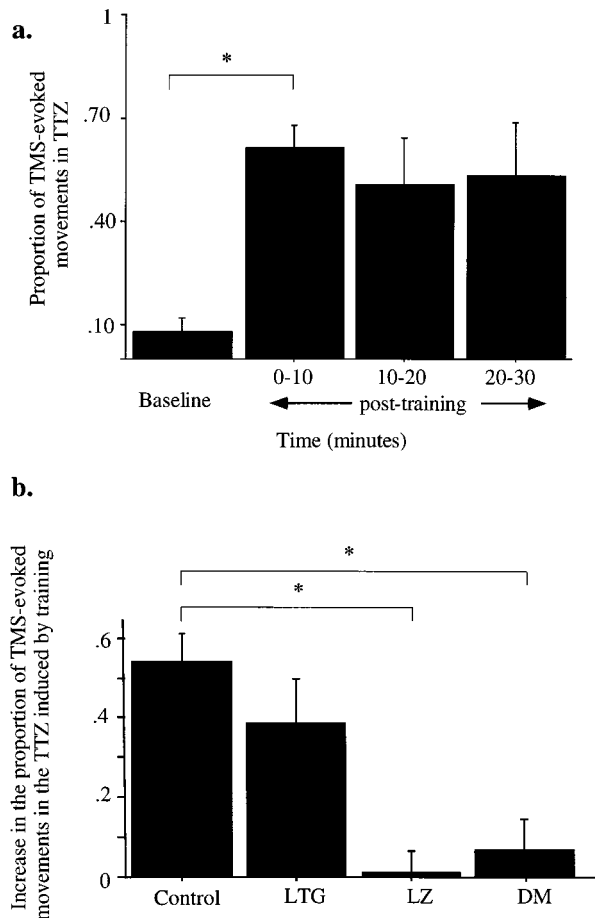 a.
Proportion of TMS-evoked
movements in TTZ
1
.70
.40
.10
*
0-10 10-20 20-30
Baseline
post-training
Time (minutes)
b.
Increase in the proportion of TMS-evoked
movements in the TTZ induced by training
*
*
.6
.4
.2
0
Control LTG LZ DM